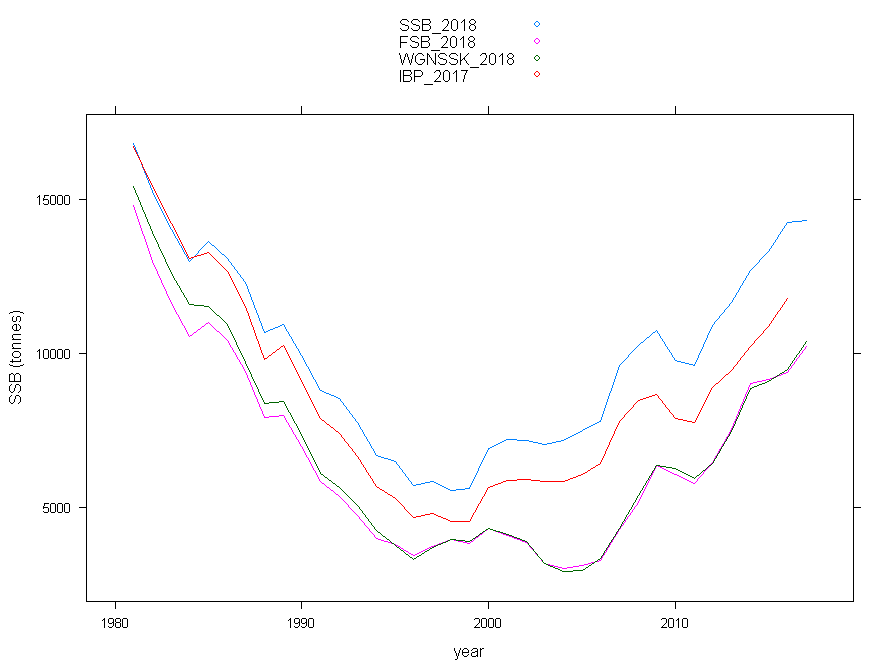 SSB_2018
FSB_2018
WGNSSK_2018
IBP_2017
15000
10000
5000
SSB (tonnes)
1980 1990 2000 2010
year